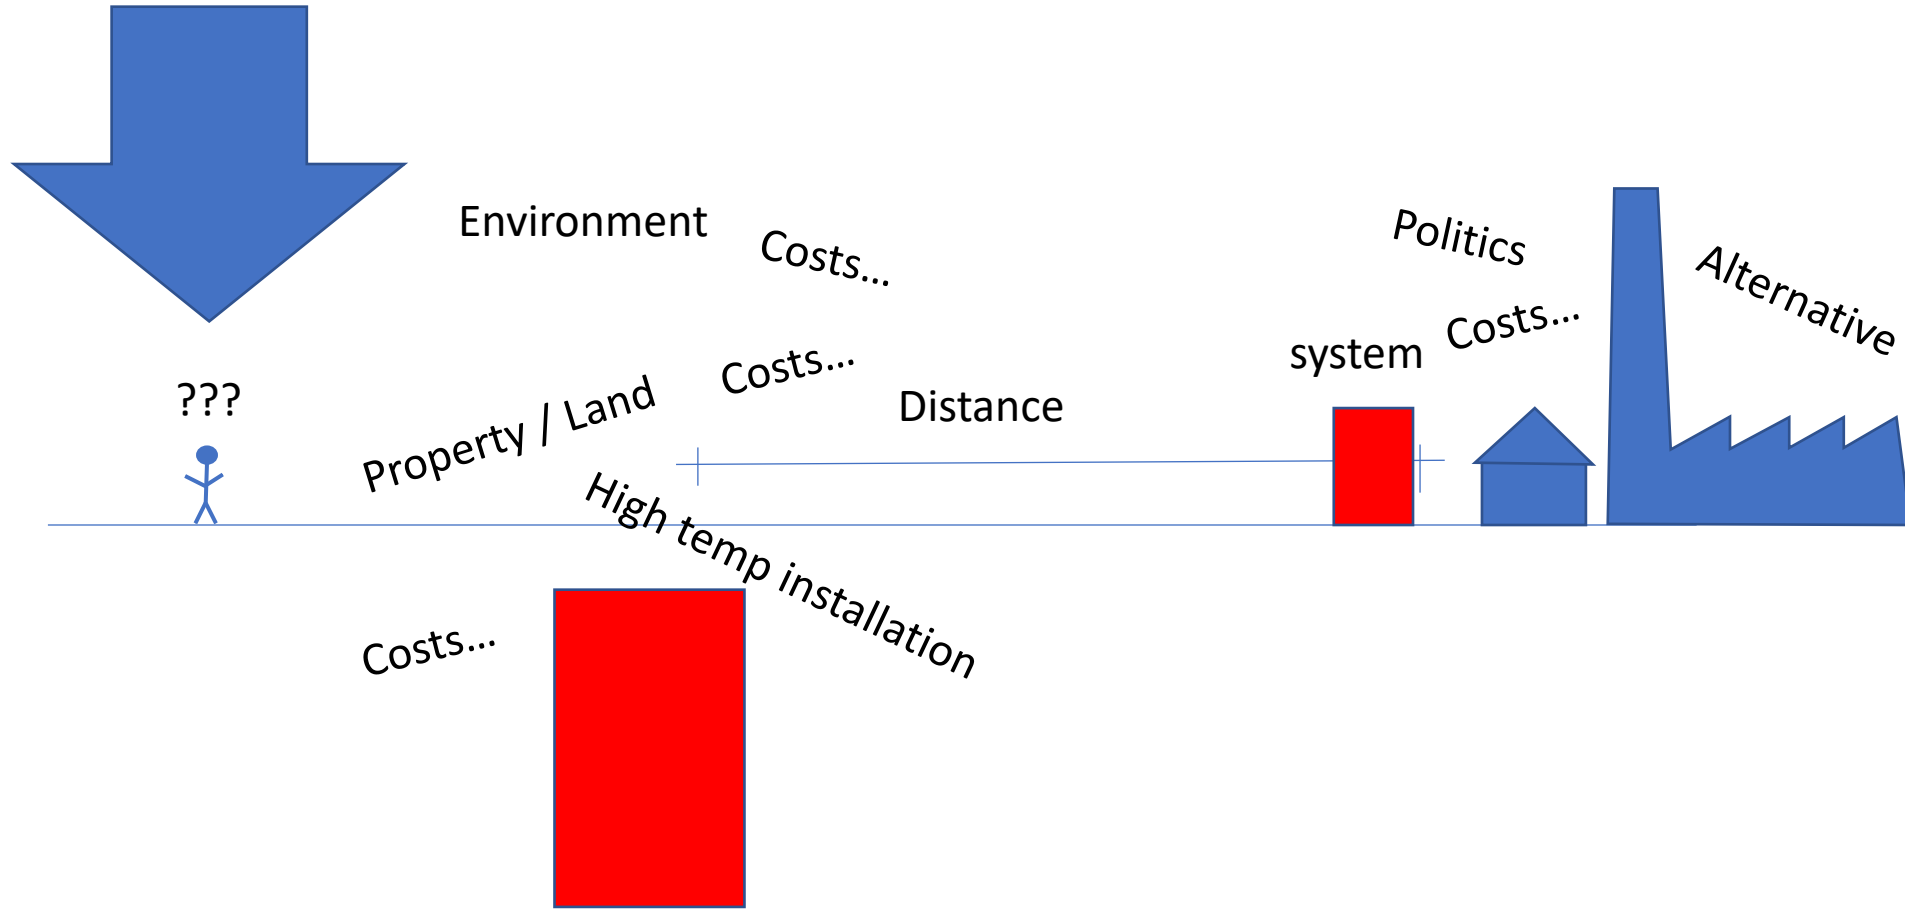 Environment
Costs...
Politics
Alternative
Costs...
system
Costs...
???
Property / Land
Distance
High temp installation
Costs...